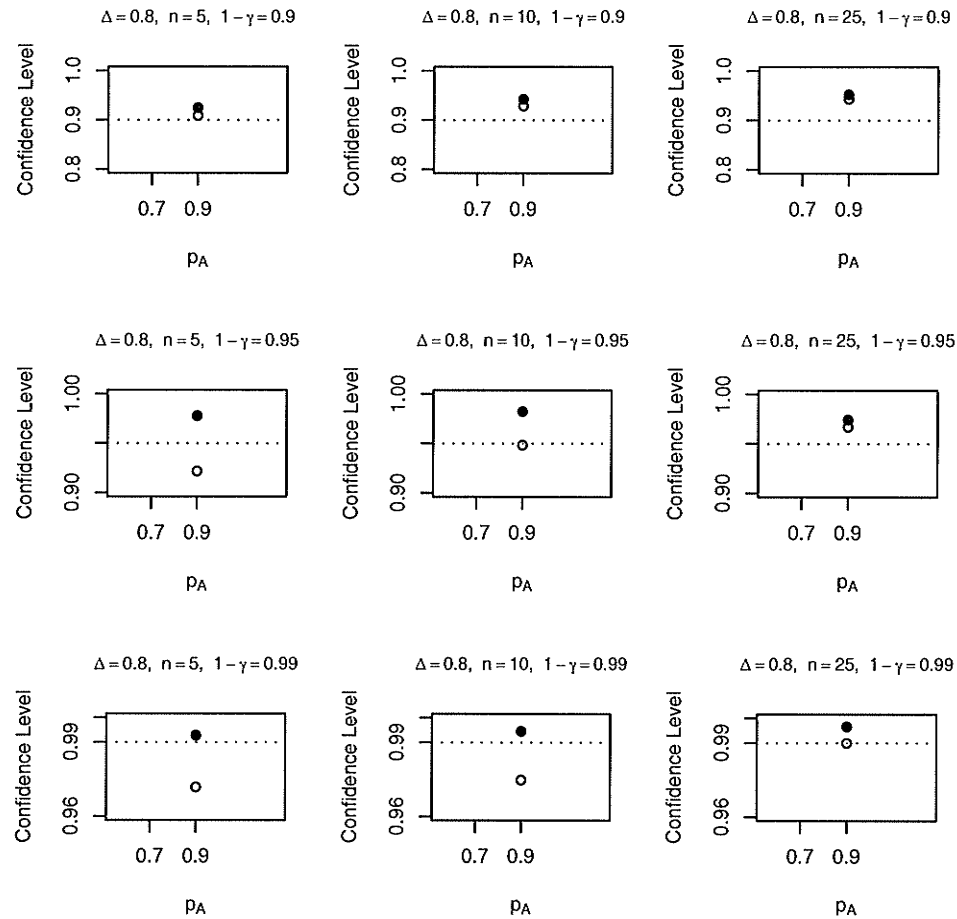 Δ = 0.8, n = 5, 1 − γ = 0.9
Confidence Level
1.0
0.9
0.8
0.7 0.9
pA
Δ = 0.8, n = 10, 1 − γ = 0.9
Confidence Level
1.0
0.9
0.8
0.7 0.9
pA
Δ = 0.8, n = 25, 1 − γ = 0.9
Confidence Level
1.0
0.9
0.8
0.7 0.9
pA
Δ = 0.8, n = 5, 1 − γ = 0.95
Confidence Level
1.00
0.90
0.7 0.9
pA
Δ = 0.8, n = 10, 1 − γ = 0.95
Confidence Level
1.00
0.90
0.7 0.9
pA
Δ = 0.8, n = 25, 1 − γ = 0.95
Confidence Level
1.00
0.90
0.7 0.9
pA
Δ = 0.8, n = 5, 1 − γ = 0.99
Confidence Level
0.99
0.96
0.7 0.9
pA
Δ = 0.8, n = 10, 1 − γ = 0.99
Confidence Level
0.99
0.96
0.7 0.9
pA
Δ = 0.8, n = 25, 1 − γ = 0.99
Confidence Level
0.99
0.96
0.7 0.9
pA